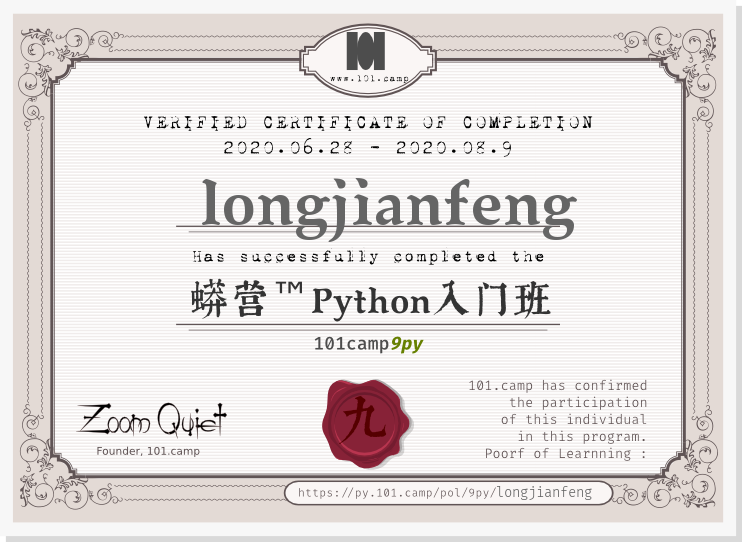 101
www.101.camp
VERIFIED CERTIFICATE OF COMPLETION
2020.06.28 - 2020.08.9
longjianfeng
Has successfully completed the
蟒营™Python入门班
101camp9py
九
101.camp has confirmed
the participation
of this individual
in this program.
Poorf of Learnning :
Zoom Quiet
Founder, 101.camp
https://py.101.camp/pol/9py/longjianfeng